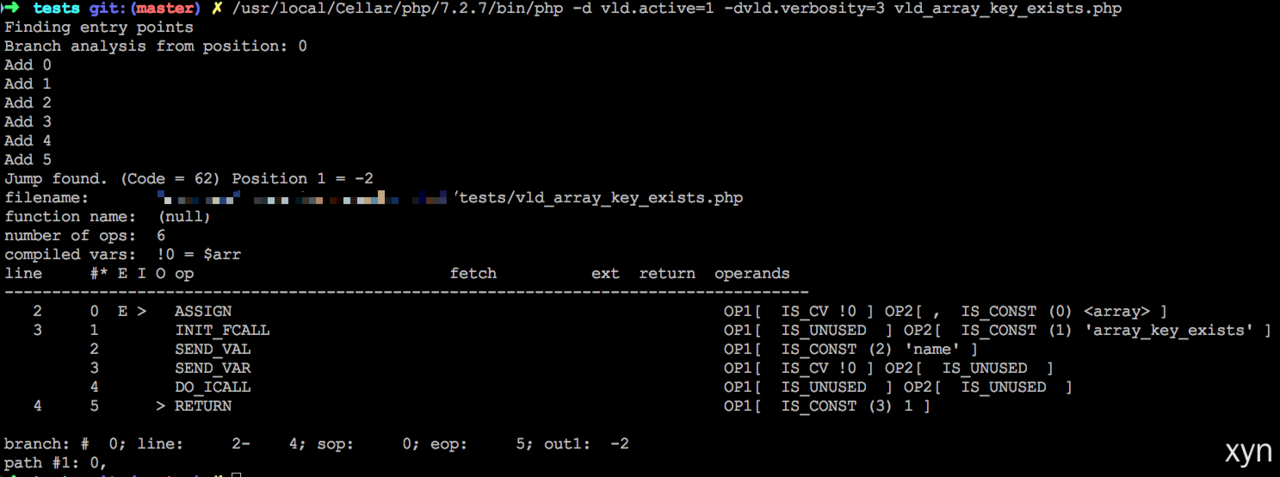 ➜ tests git:(master) ✗ /usr/local/Cellar/php/7.2.7/bin/php -d vld.active=1 -dvld.verbosity=3 vld_array_key_exists.php
Finding entry points
Branch analysis from position: 0
Add 0
Add 1
Add 2
Add 3
Add 4
Add 5
Jump found. (Code = 62) Position 1 = -2
filename: /tests/vld_array_key_exists.php
function name: (null)
number of ops: 6
compiled vars: !0 = $arr
line #* E I O op fetch ext return operands
-------------------------------------------------------------------------------------
2 0 E > ASSIGN OP1[ IS_CV !0 ] OP2[ , IS_CONST (0) <array> ]
3 1 INIT_FCALL OP1[ IS_UNUSED ] OP2[ IS_CONST (1) 'array_key_exists' ]
2 SEND_VAL OP1[ IS_CONST (2) 'name' ]
3 SEND_VAR OP1[ IS_CV !0 ] OP2[ IS_UNUSED ]
4 DO_ICALL OP1[ IS_UNUSED ] OP2[ IS_UNUSED ]
4 5 > RETURN OP1[ IS_CONST (3) 1 ]
branch: # 0; line: 2- 4; sop: 0; eop: 5; out1: -2
path #1: 0,
xyn